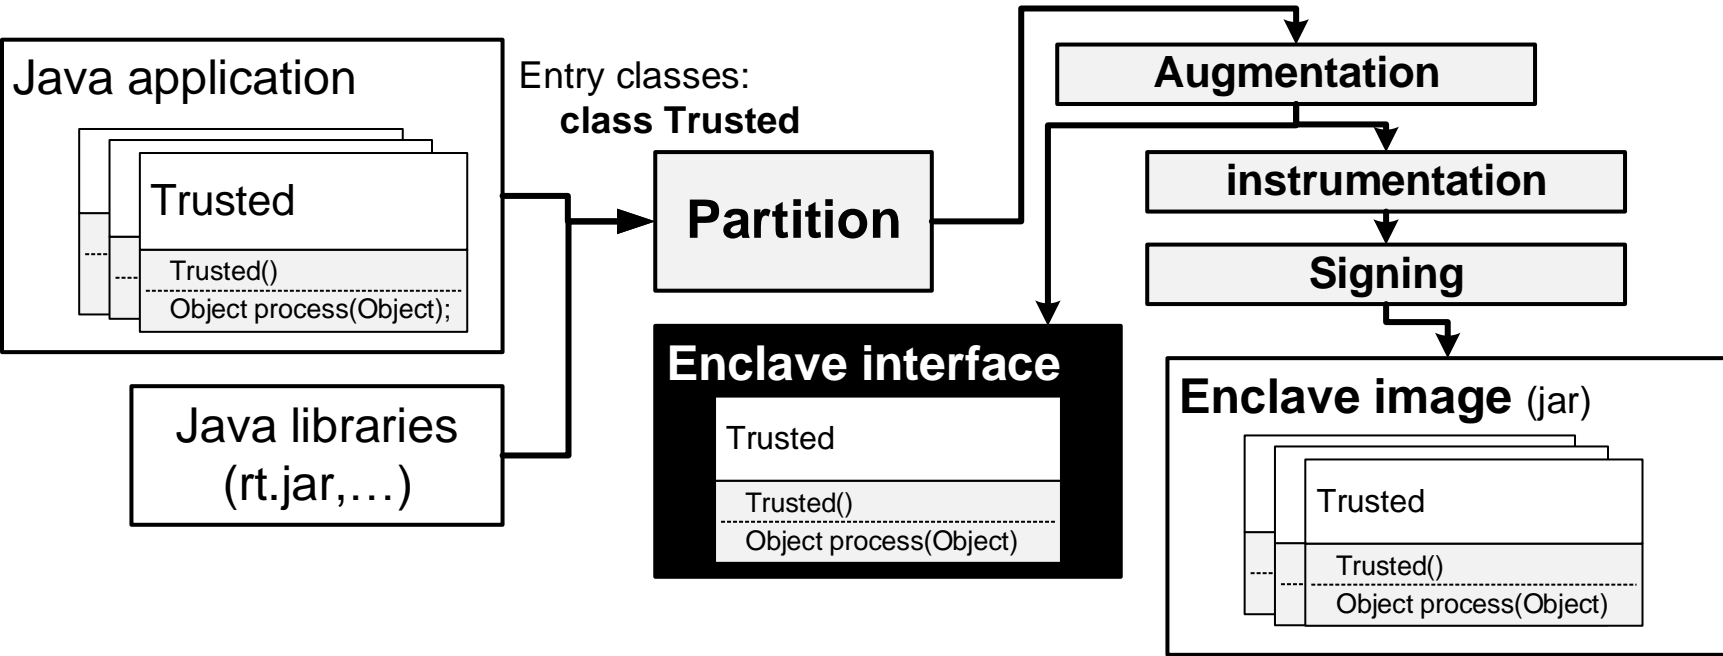 Java application
Trusted
Trusted()
Object process(Object);
Java libraries
(rt.jar,…)
Entry classes:
class Trusted
Partition
Augmentation
instrumentation
Signing
Enclave interface
Trusted
Trusted()
Object process(Object)
Enclave image (jar)
Trusted
Trusted()
Object process(Object)